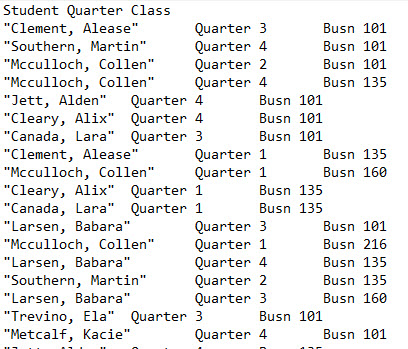 Student Quarter Class
"Clement, Alease" Quarter 3 Busn 101
"Southern, Martin" Quarter 4 Busn 101
"Mcculloch, Collen" Quarter 2 Busn 101
"Mcculloch, Collen" Quarter 4 Busn 135
"Jett, Alden" Quarter 4 Busn 101
"Cleary, Alix" Quarter 4 Busn 101
"Canada, Lara" Quarter 3 Busn 101
"Clement, Alease" Quarter 1 Busn 135
"Mcculloch, Collen" Quarter 1 Busn 160
"Cleary, Alix" Quarter 1 Busn 135
"Canada, Lara" Quarter 1 Busn 135
"Larsen, Babara" Quarter 3 Busn 101
"Mcculloch, Collen" Quarter 1 Busn 216
"Larsen, Babara" Quarter 4 Busn 135
"Southern, Martin" Quarter 2 Busn 135
"Larsen, Babara" Quarter 3 Busn 160
"Trevino, Ela" Quarter 3 Busn 101
"Metcalf, Kacie" Quarter 4 Busn 101